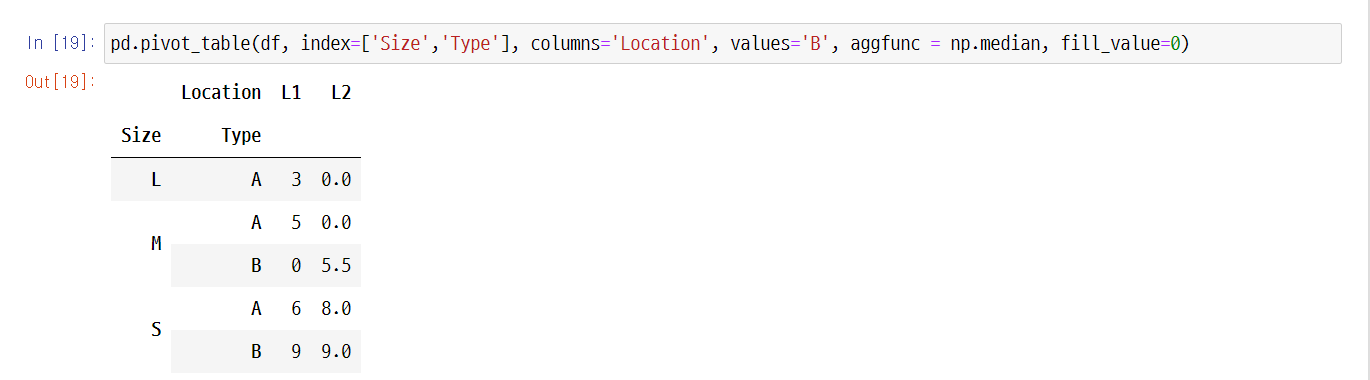 In [19]: pd.pivot_table(df, index=['Size','Type'], columns='Location', values='B', aggfunc = np.median, fill_value=0)
Out[19]:
Location L1 L2
Size Type
L A 3 0.0
A 5 0.0
M
B 0 5.5
A 6 8.0
S
B 9 9.0